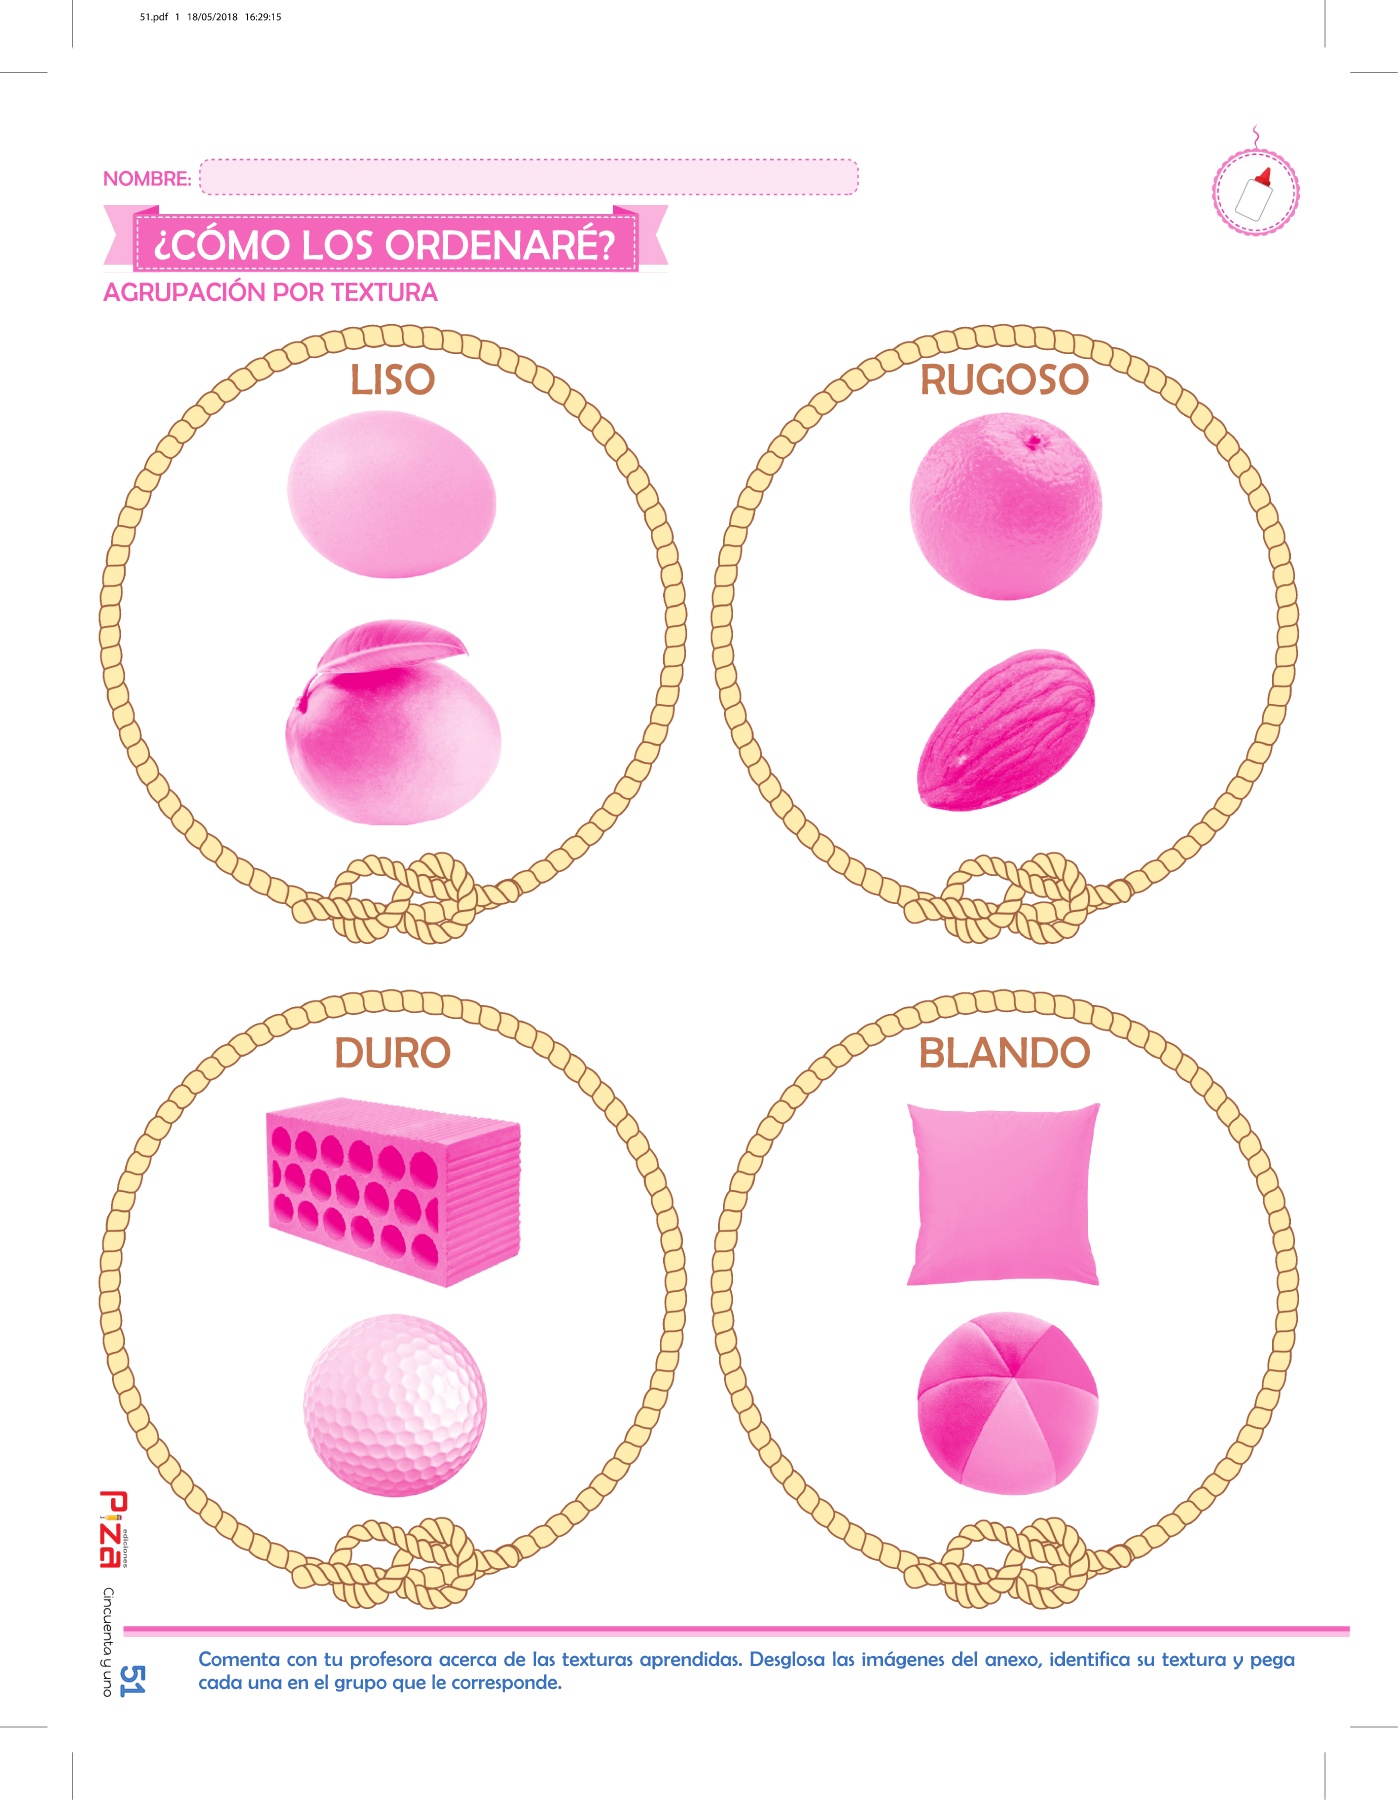 51.pdf 1 18/05/2018 16:29:15
NOMBRE:
¿CÓMO LOS ORDENARÉ?
AGRUPACIÓN POR TEXTURA
LISO
RUGOSO
DURO
BLANDO
Piza
ediciones
Cincuenta y uno
51
Comenta con tu profesora acerca de las texturas aprendidas. Desglosa las imágenes del anexo, identifica su textura y pega
cada una en el grupo que le corresponde.